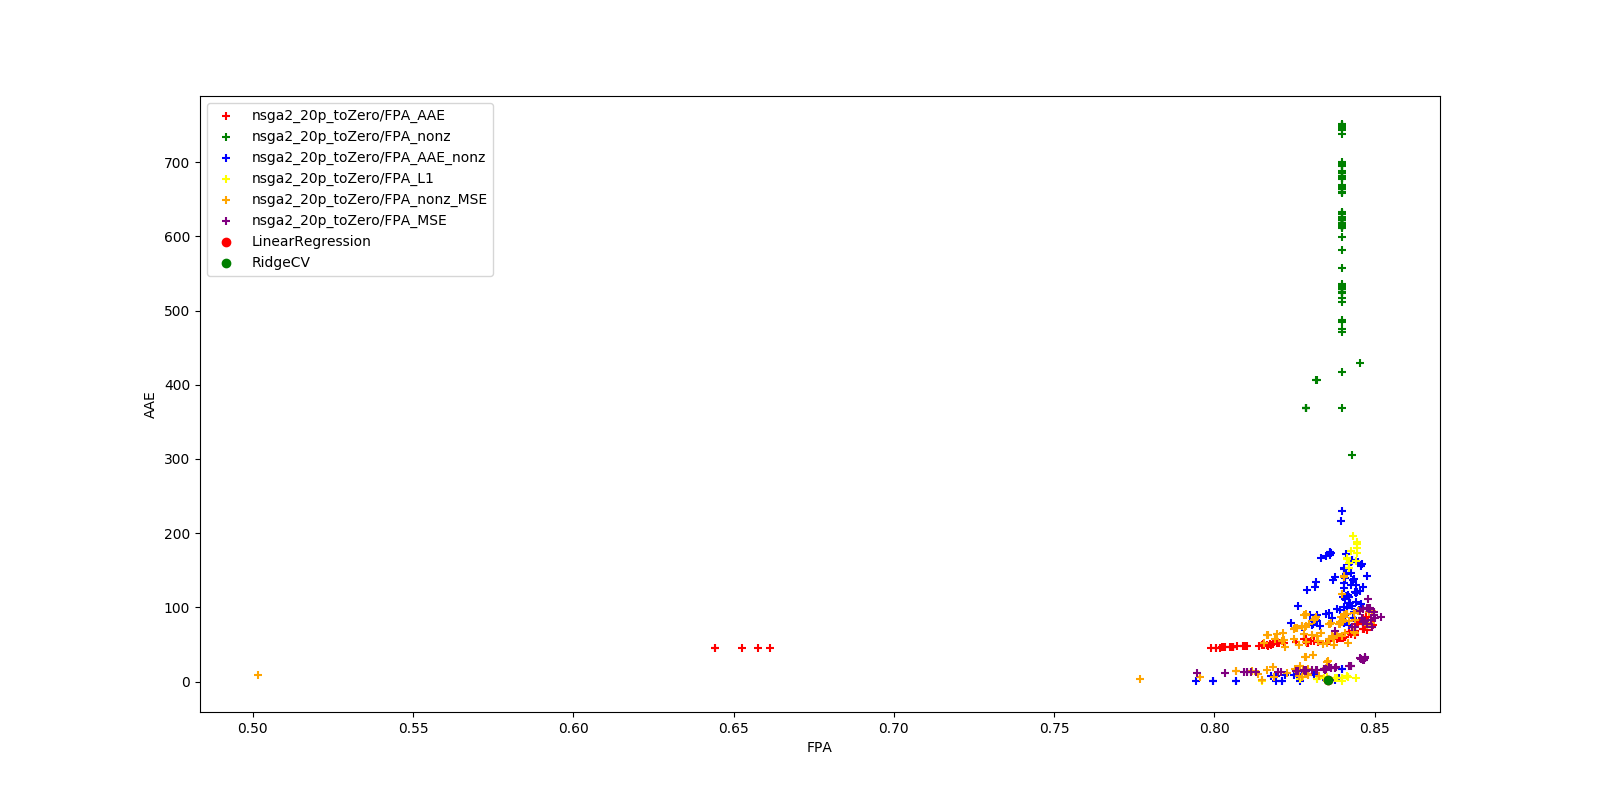 nsga2_20p_toZero/FPA_AAE
nsga2_20p_toZero/FPA_nonz
nsga2_20p_toZero/FPA_AAE_nonz
nsga2_20p_toZero/FPA_L1
nsga2_20p_toZero/FPA_nonz_MSE
nsga2_20p_toZero/FPA_MSE
LinearRegression
RidgeCV
700
600
500
400
300
200
100
0
AAE
0.50 0.55 0.60 0.65 0.70 0.75 0.80 0.85
FPA